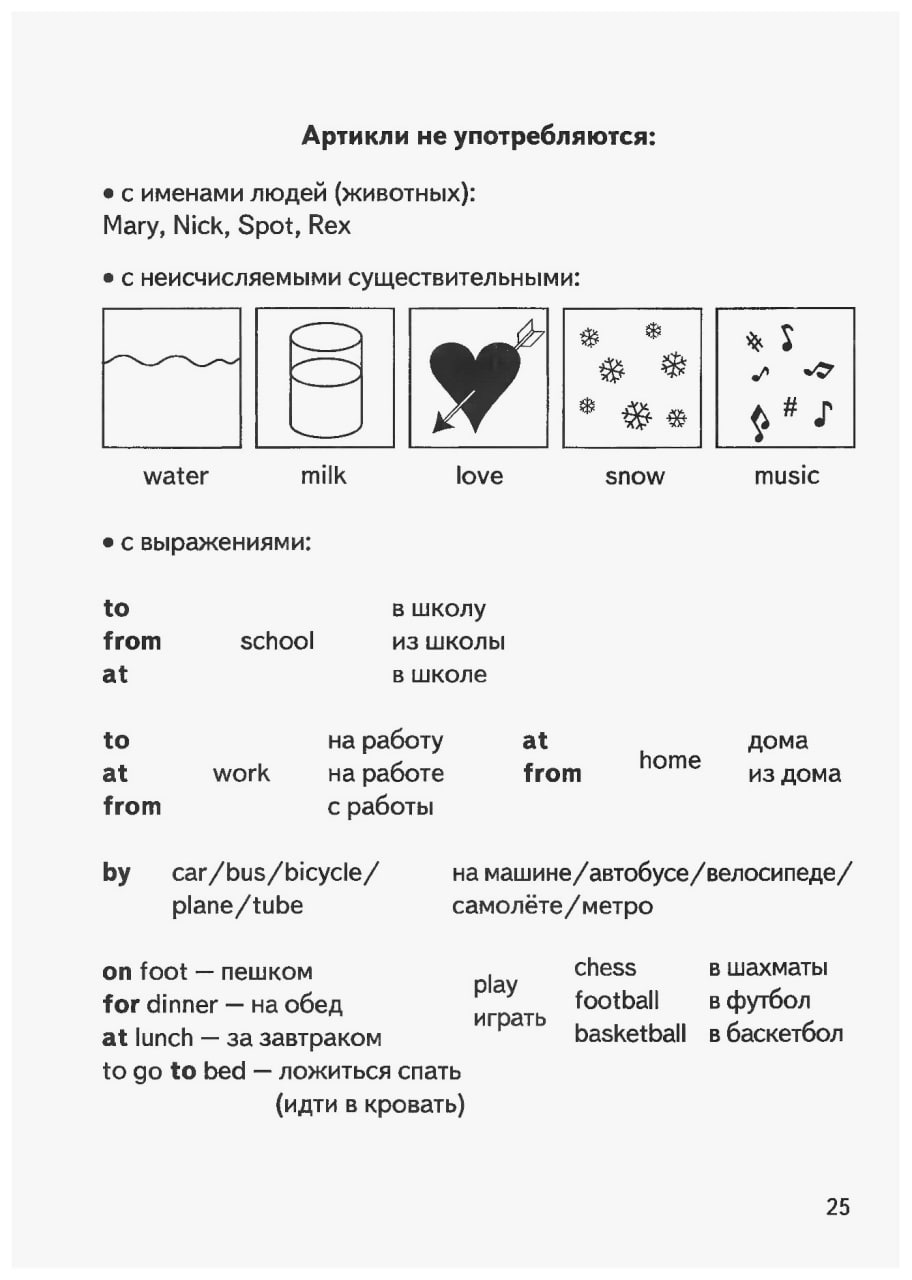 Артикли не употребляются:
• с именами людей (животных):
Mary, Nick, Spot, Rex
• с неисчисляемыми существительными:
water milk love snow music
• с выражениями:
to в школу
from school из школы
at в школе
to на работу
at work на работе
from с работы
at дома
home
from из дома
by car/bus/bicycle/ на машине/автобусе/велосипеде/
plane/tube самолёте/метро
on foot — пешком
for dinner — на обед
at lunch — за завтраком
to go to bed — ложиться спать
(идти в кровать)
play
играть
chess в шахматы
football в футбол
basketball в баскетбол
25